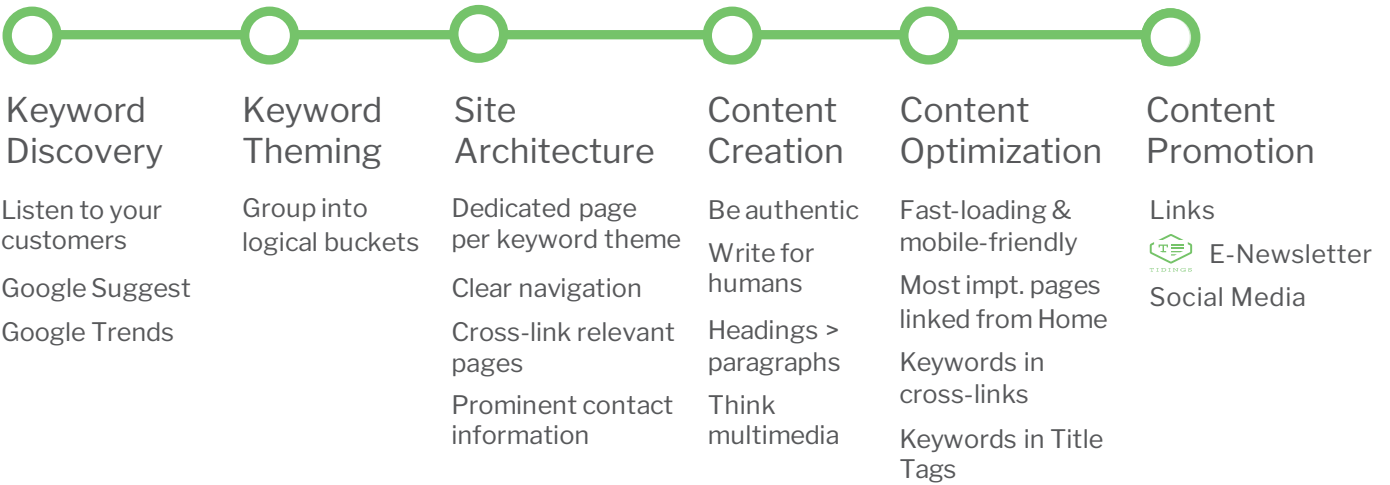 Keyword
Discovery
Listen to your
customers
Google Suggest
Google Trends
Keyword
Theming
Group into
logical buckets
Site
Architecture
Dedicated page
per keyword theme
Clear navigation
Cross-link relevant
pages
Prominent contact
information
Content
Creation
Be authentic
Write for
humans
Headings >
paragraphs
Think
multimedia
Content
Optimization
Fast-loading &
mobile-friendly
Most impt. pages
linked from Home
Keywords in
cross-links
Keywords in Title
Tags
Content
Promotion
Links
T
TIDINGS
E-Newsletter
Social Media